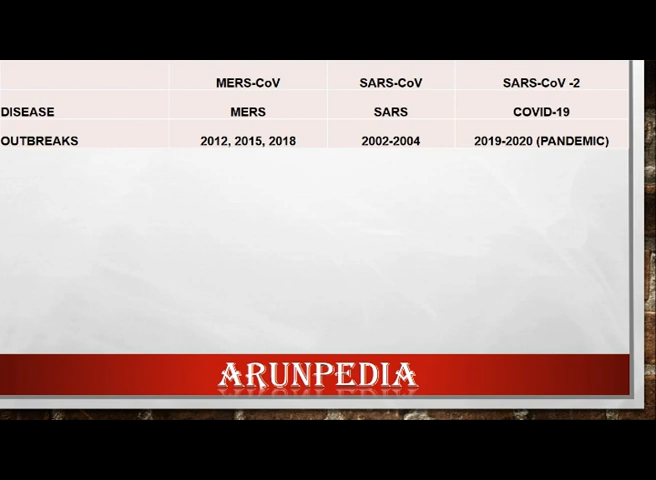 MERS-CoV SARS-CoV SARS-CoV -2
DISEASE MERS SARS COVID-19
OUTBREAKS 2012, 2015, 2018 2002-2004 2019-2020 (PANDEMIC)
ARUNPEDIA